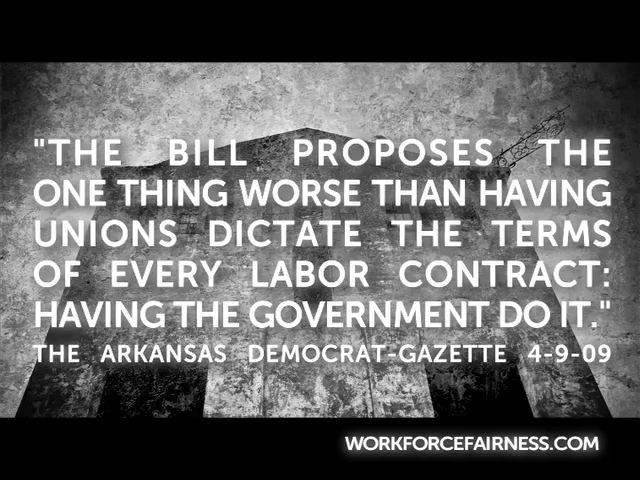 "THE BILL PROPOSES THE
ONE THING WORSE THAN HAVING
UNIONS DICTATE THE TERMS
OF EVERY LABOR CONTRACT:
HAVING THE GOVERNMENT DO IT."
THE ARKANSAS DEMOCRAT-GAZETTE 4-9-09
WORKFORCEFAIRNESS.COM